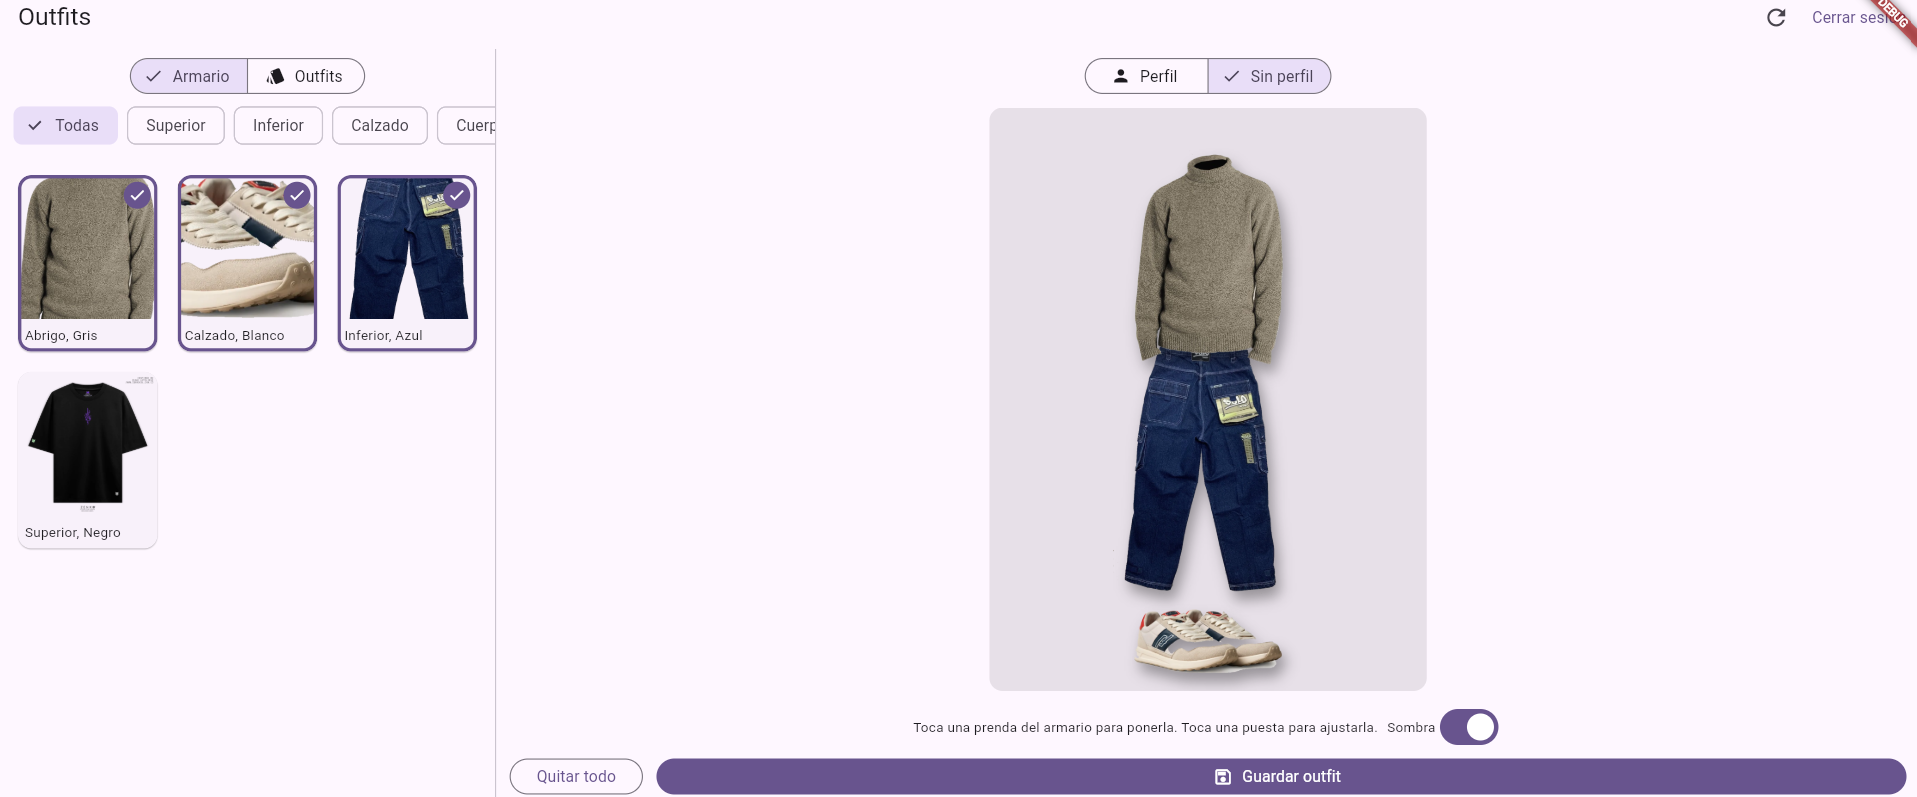 Outfits
Cerrar sesi
DEBUG
Armario
Outfits
Perfil
Sin perfil
Todas
Superior
Inferior
Calzado
Cuerp
Abrigo, Gris
Calzado, Blanco
Inferior, Azul
Superior, Negro
Toca una prenda del armario para ponerla. Toca una puesta para ajustarla.
Sombra
Quitar todo
Guardar outfit